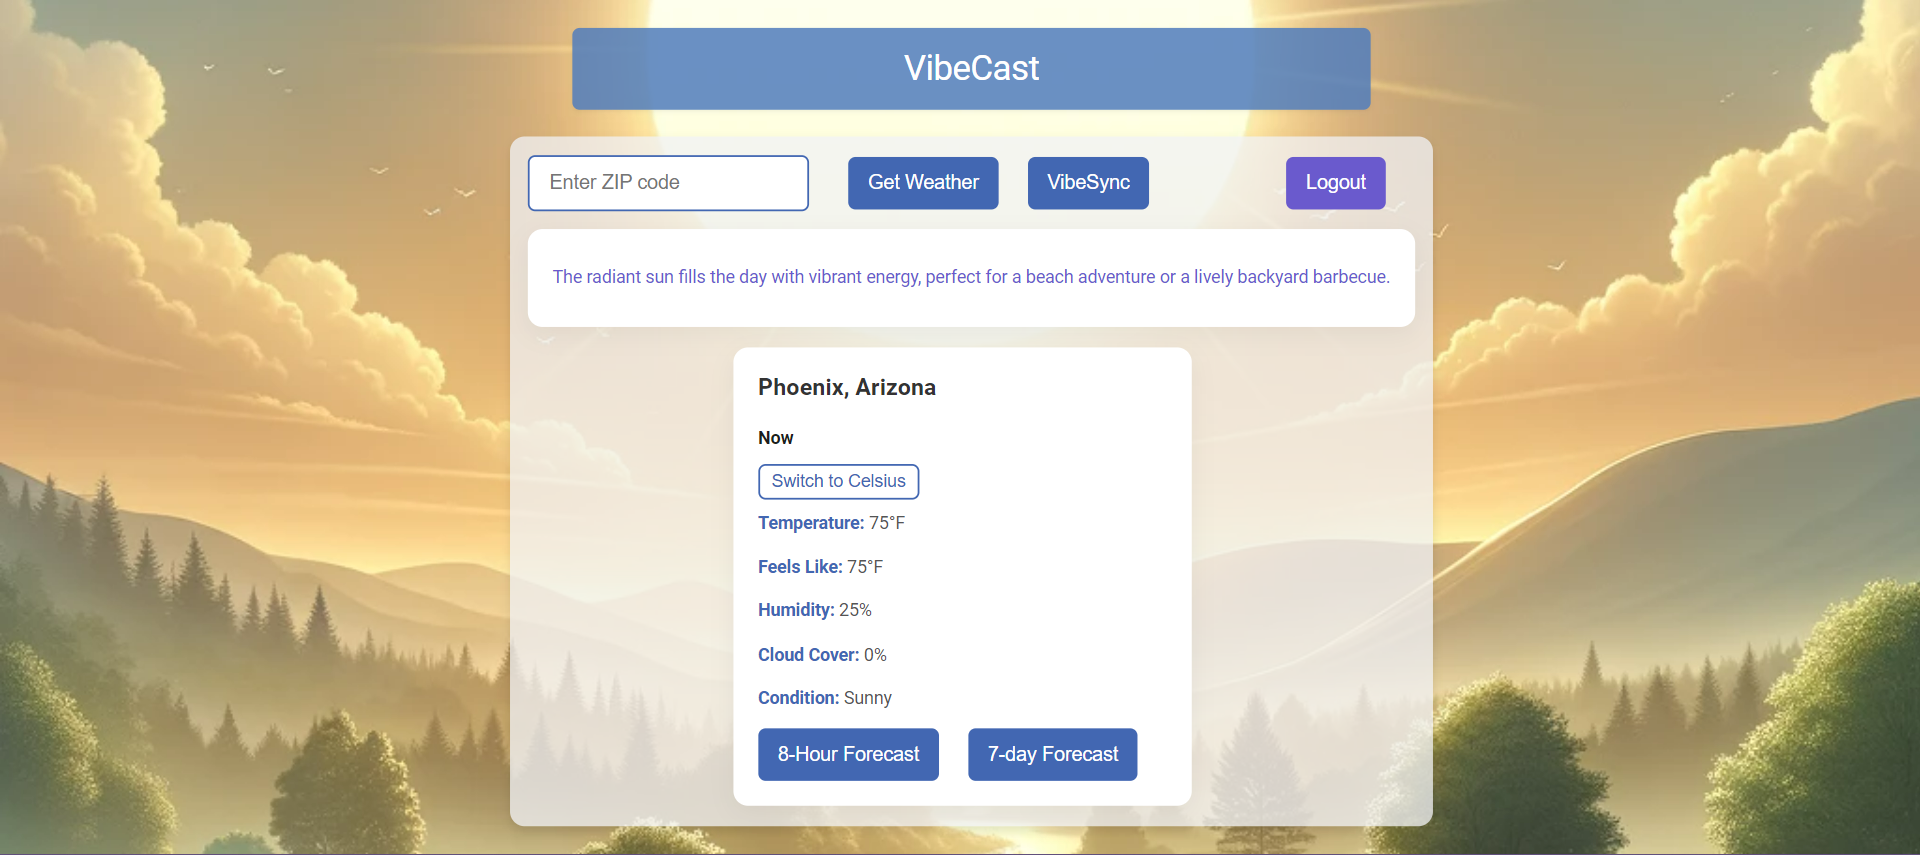 VibeCast
Enter ZIP code
Get Weather
VibeSync
Logout
The radiant sun fills the day with vibrant energy, perfect for a beach adventure or a lively backyard barbecue.
Phoenix, Arizona
Now
Switch to Celsius
Temperature: 75°F
Feels Like: 75°F
Humidity: 25%
Cloud Cover: 0%
Condition: Sunny
8-Hour Forecast
7-day Forecast